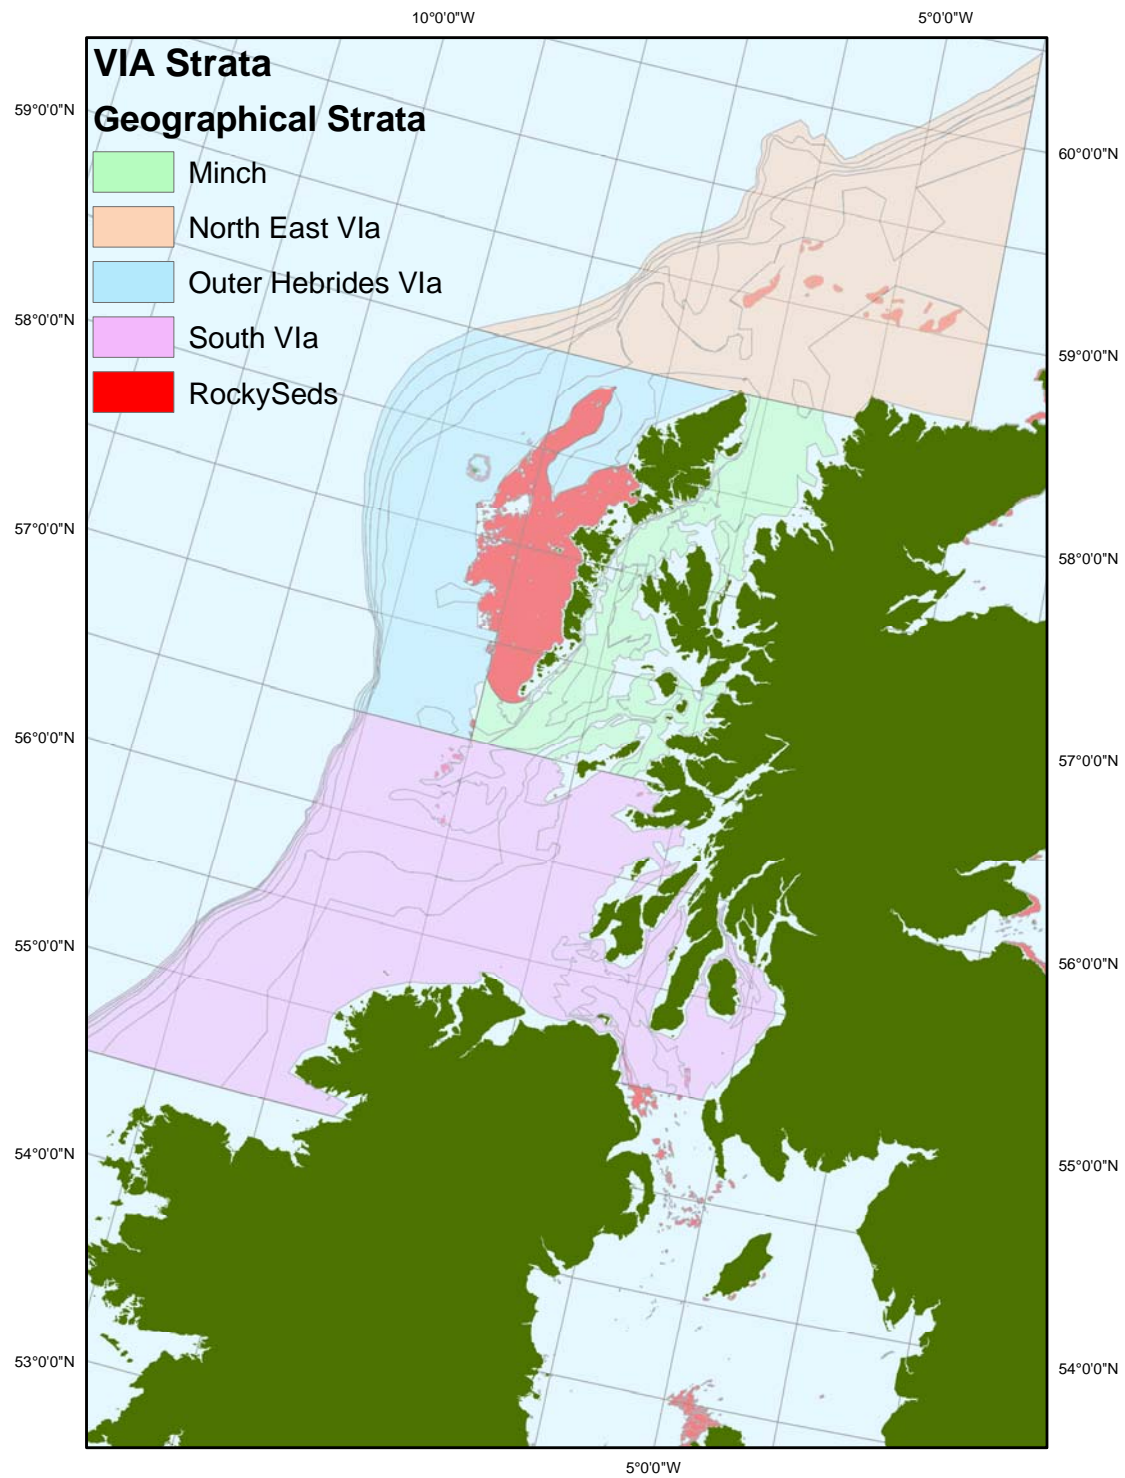 10°0'0"W
5°0'0"W
VIA Strata
Geographical Strata
Minch
North East VIa
Outer Hebrides VIa
South VIa
RockySeds
59°0'0"N
58°0'0"N
57°0'0"N
56°0'0"N
55°0'0"N
54°0'0"N
53°0'0"N
60°0'0"N
59°0'0"N
58°0'0"N
57°0'0"N
56°0'0"N
55°0'0"N
54°0'0"N
5°0'0"W